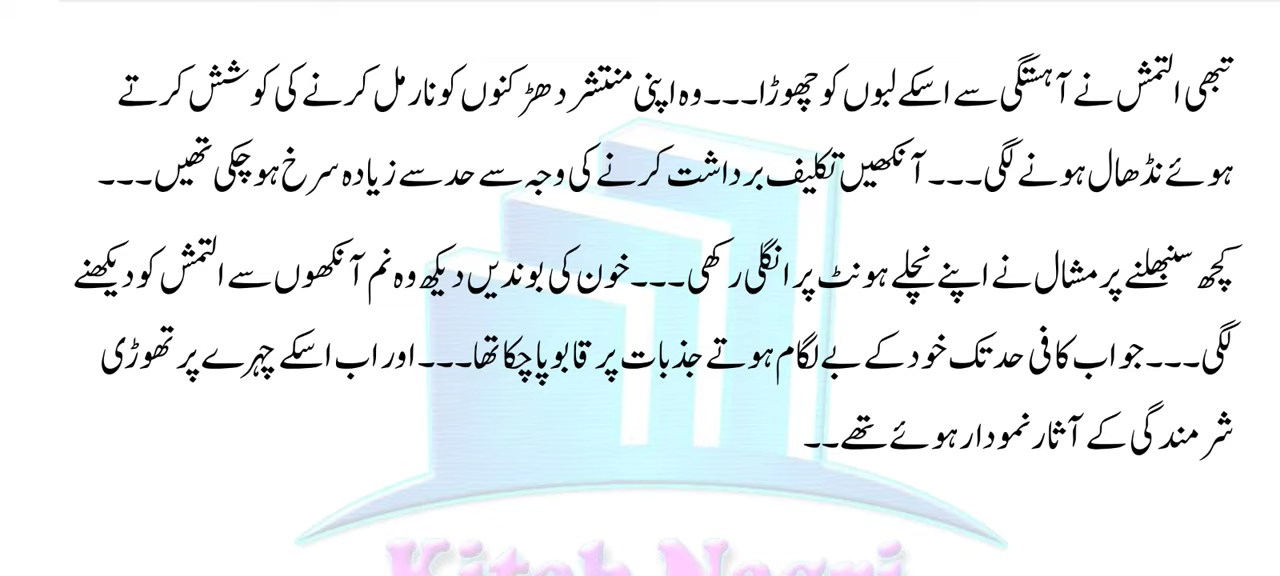 تبھی التمش نے آہستگی سے اسکے لبوں کو چھوڑا۔۔۔وہ اپنی منتشر دھڑکنوں کو نارمل کرنے کی کوشش کرتے
ہوئے نڈھال ہونے لگی۔۔۔ آنکھیں تکلیف برداشت کرنے کی وجہ سے حد سے زیادہ سرخ ہو چکی تھیں۔۔۔
کچھ سنبھلنے پر مشال نے اپنے نچلے ہونٹ پر انگلی رکھی۔۔۔خون کی بوندیں دیکھ وہ نم آنکھوں سے التمش کو دیکھنے
لگی۔۔۔جو اب کافی حد تک خود کے بے لگام ہوتے جذبات پر قابو پا چکا تھا۔۔۔اور اب اسکے چہرے پر تھوڑی
شرمندگی کے آثار نمودار ہوئے تھے۔۔
Kitab Nagri